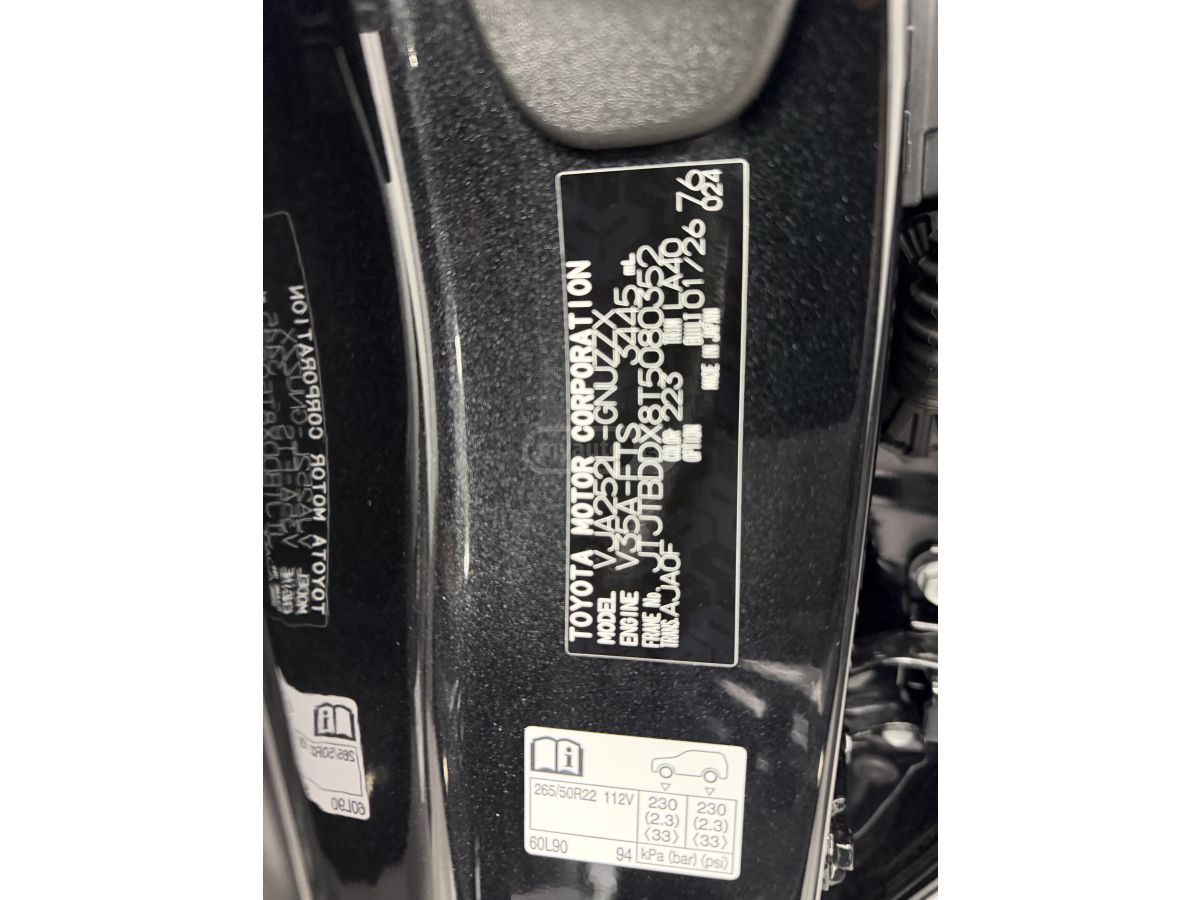 TOYOTA MOTOR CORPORATION
MODEL VJA252L-GNUZZX
ENGINE V35A-FTS 3445 mL
FRAME No. JTJTBDDX8T5080352
COLOR 223 TRIM LA40 76
TRANS. AJA0F
OPTION BUILT 01/26 024
MADE IN JAPAN
265/50R22 112V
230 (2.3) ⟨33⟩
230 (2.3) ⟨33⟩
60L90
94 kPa (bar) (psi)